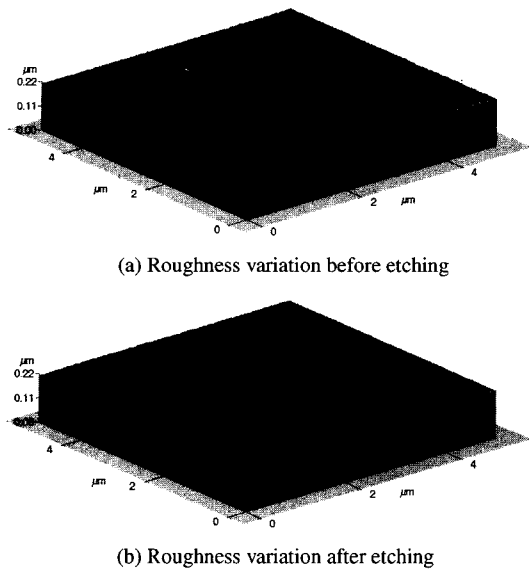 μm
0.22
0.11
0.00
4
2
0
μm
0
2
4
μm
(a) Roughness variation before etching
μm
0.22
0.11
4
2
0
μm
0
2
4
μm
(b) Roughness variation after etching